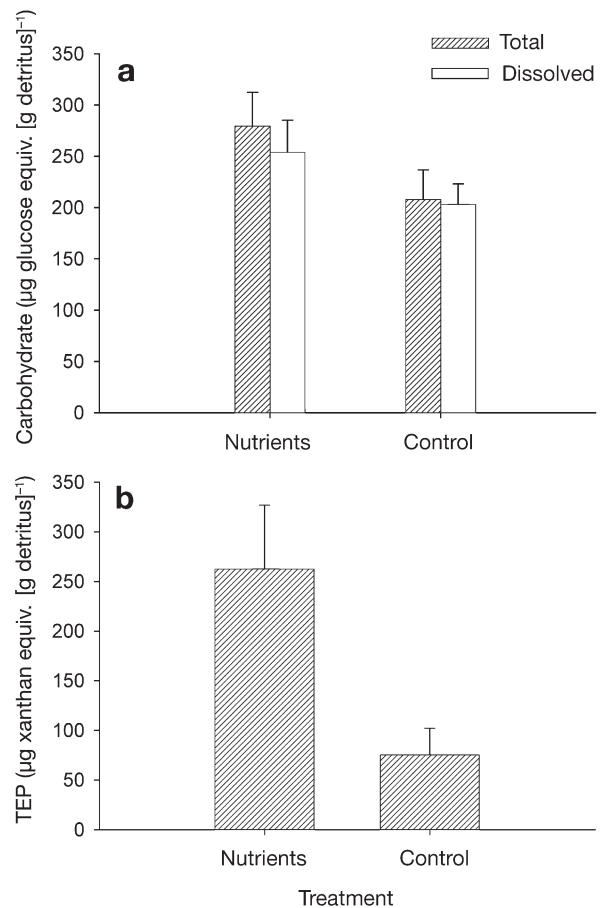 Total
Dissolved
a
Carbohydrate (µg glucose equiv. [g detritus]⁻¹)
350
300
250
200
150
100
50
0
Nutrients Control
b
TEP (µg xanthan equiv. [g detritus]⁻¹)
350
300
250
200
150
100
50
0
Nutrients Control
Treatment